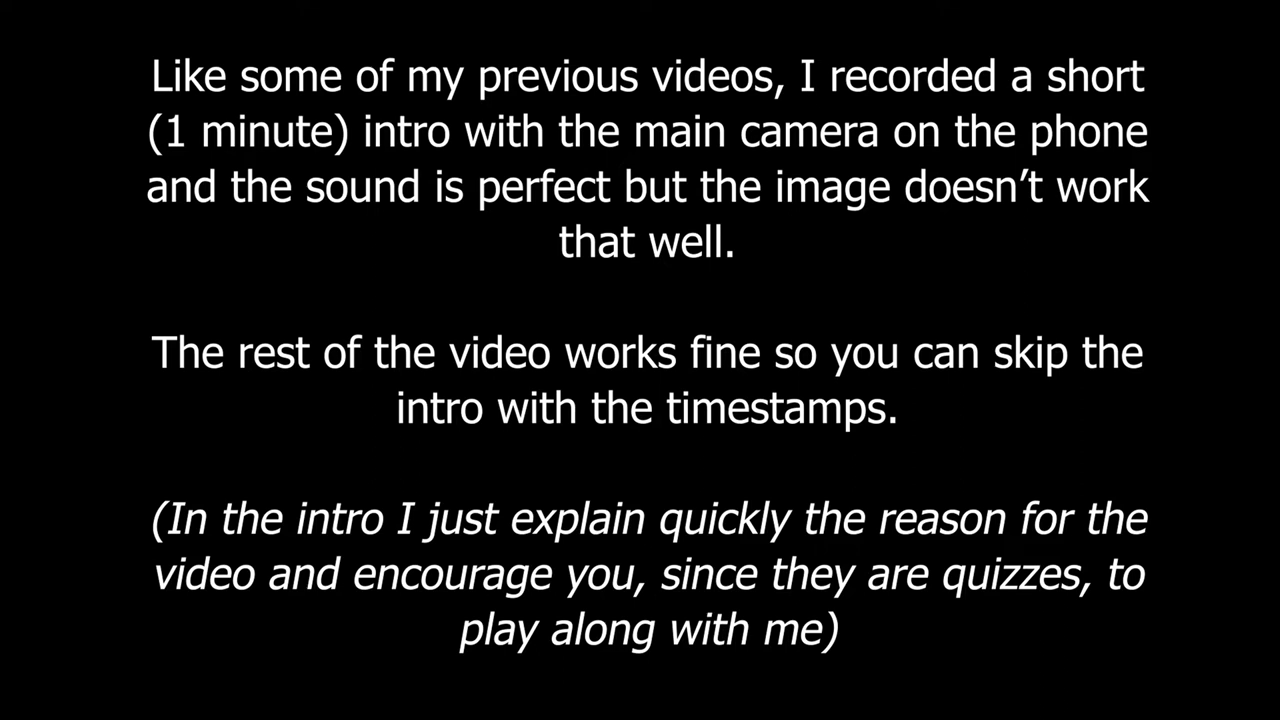 Like some of my previous videos, I recorded a short
(1 minute) intro with the main camera on the phone
and the sound is perfect but the image doesn’t work
that well.
The rest of the video works fine so you can skip the
intro with the timestamps.
(In the intro I just explain quickly the reason for the
video and encourage you, since they are quizzes, to
play along with me)